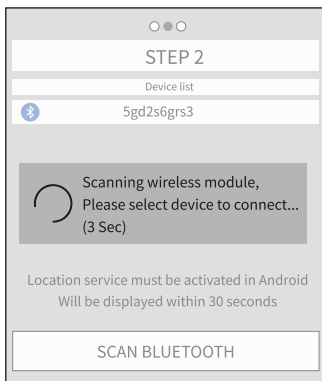 STEP 2
Device list
5gd2s6grs3
Scanning wireless module,
Please select device to connect...
(3 Sec)
Location service must be activated in Android
Will be displayed within 30 seconds
SCAN BLUETOOTH